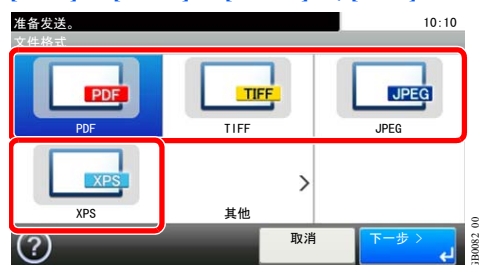 准备发送。 10:10
文件格式
PDF TIFF JPEG
PDF TIFF JPEG
XPS
XPS 其他 >
? 取消 下一步 >
GB0082_00